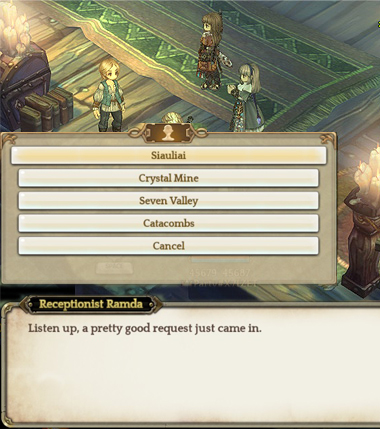 Siauliai
Crystal Mine
Seven Valley
Catacombs
Cancel
Receptionist Ramda
Listen up, a pretty good request just came in.